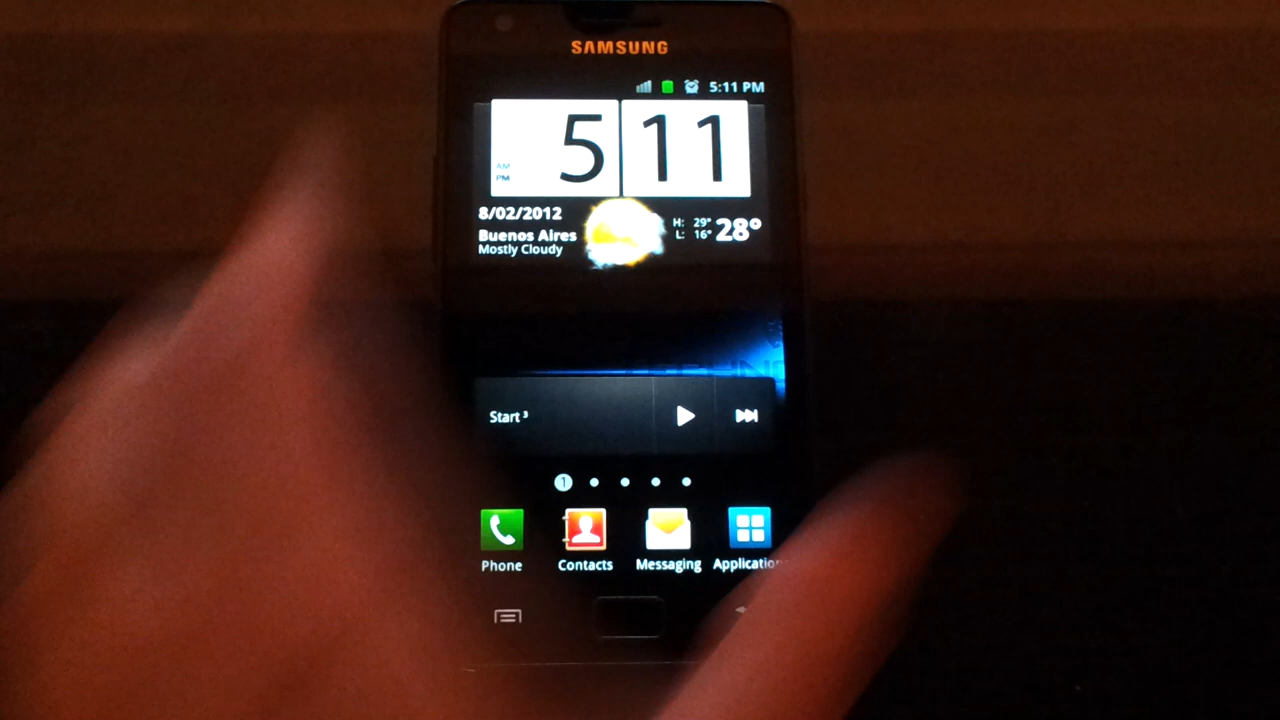 SAMSUNG
5:11 PM
5 11
AM
PM
8/02/2012
Buenos Aires
Mostly Cloudy
H: 29°
L: 16°
28°
Start ³
1
Phone Contacts Messaging Applicatio